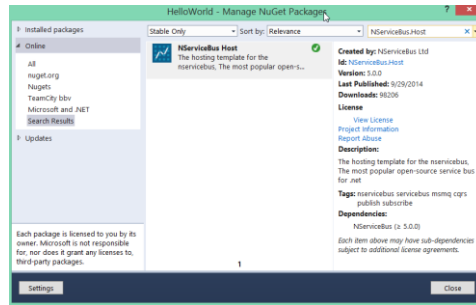 HelloWorld - Manage NuGet Packages
? ×
Installed packages
Online
All
nuget.org
Nugets
TeamCity bbv
Microsoft and .NET
Search Results
Updates
Each package is licensed to you by its
owner. Microsoft is not responsible
for, nor does it grant any licenses to,
third-party packages.
Stable Only
Sort by: Relevance
NServiceBus Host
The hosting template for the
nservicebus, The most popular open-s...
1
NServiceBus.Host
Created by: NServiceBus Ltd
Id: NServiceBus.Host
Version: 5.0.0
Last Published: 9/29/2014
Downloads: 98206
License
View License
Project Information
Report Abuse
Description:
The hosting template for the nservicebus,
The most popular open-source service bus
for .net
Tags: nservicebus servicebus msmq cqrs
publish subscribe
Dependencies:
NServiceBus (≥ 5.0.0)
Each item above may have sub-dependencies
subject to additional license agreements.
Settings
Close